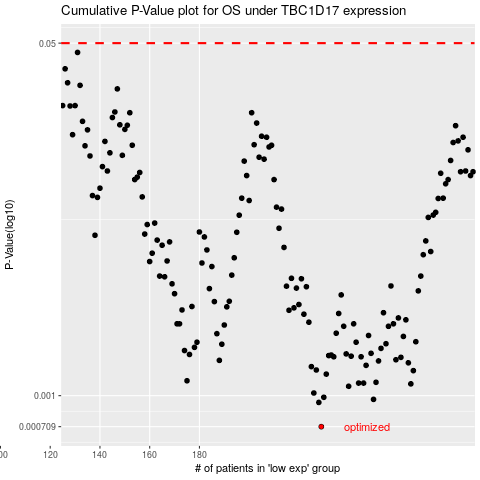 Cumulative P-Value plot for OS under TBC1D17 expression
0.05
P-Value(log10)
0.001
0.000709
optimized
00 120 140 160 180
# of patients in 'low exp' group